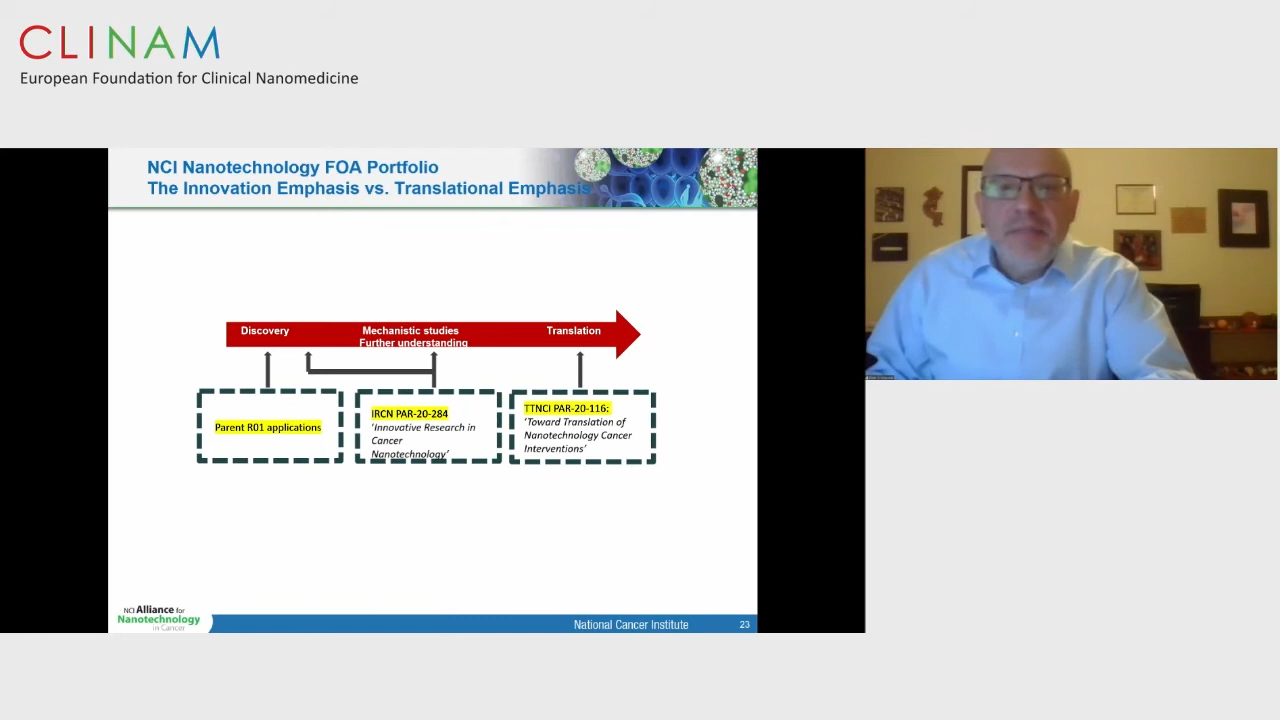 CLINAM
European Foundation for Clinical Nanomedicine
NCI Nanotechnology FOA Portfolio
The Innovation Emphasis vs. Translational Emphasis
Discovery
Mechanistic studies
Further understanding
Translation
Parent R01 applications
IRCN PAR-20-284
‘Innovative Research in
Cancer
Nanotechnology’
TTNCI PAR-20-116:
‘Toward Translation of
Nanotechnology Cancer
Interventions’
NCI Alliance for
Nanotechnology
in Cancer
National Cancer Institute
23